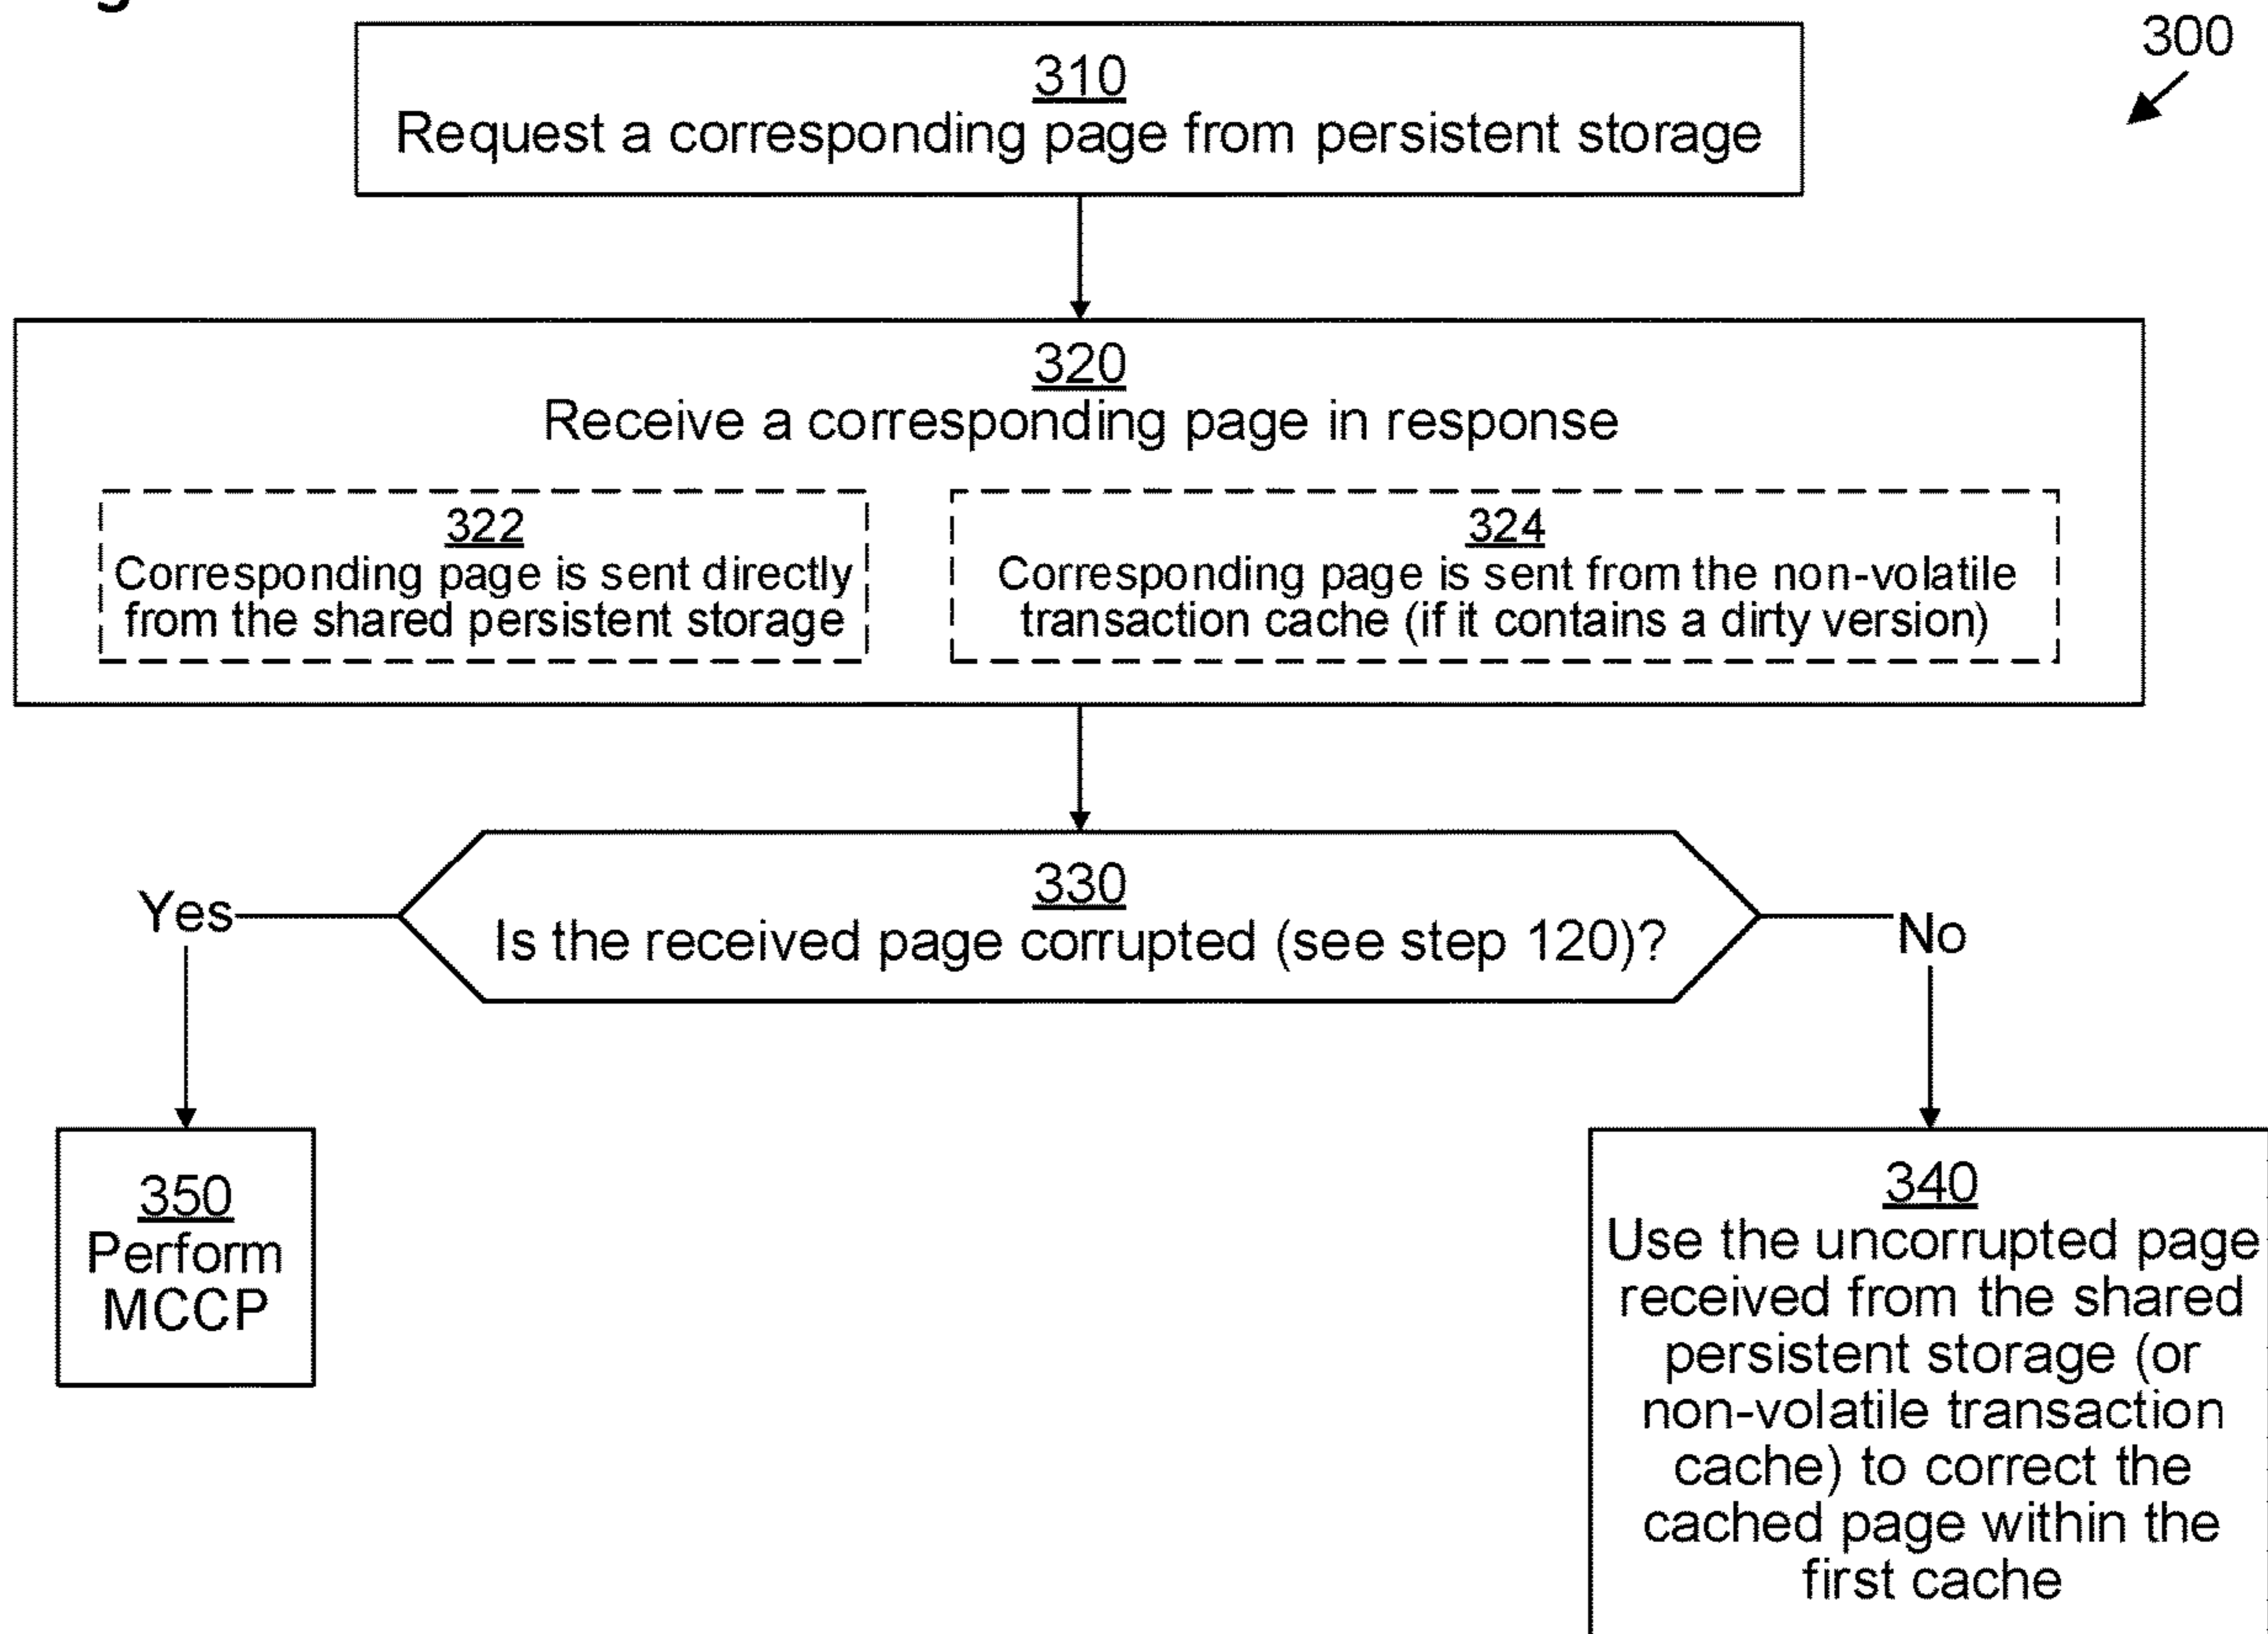 300
310
Request a corresponding page from persistent storage
320
Receive a corresponding page in response
322
Corresponding page is sent directly
from the shared persistent storage
324
Corresponding page is sent from the non-volatile
transaction cache (if it contains a dirty version)
330
Is the received page corrupted (see step 120)?
Yes
No
350
Perform
MCCP
340
Use the uncorrupted page
received from the shared
persistent storage (or
non-volatile transaction
cache) to correct the
cached page within the
first cache